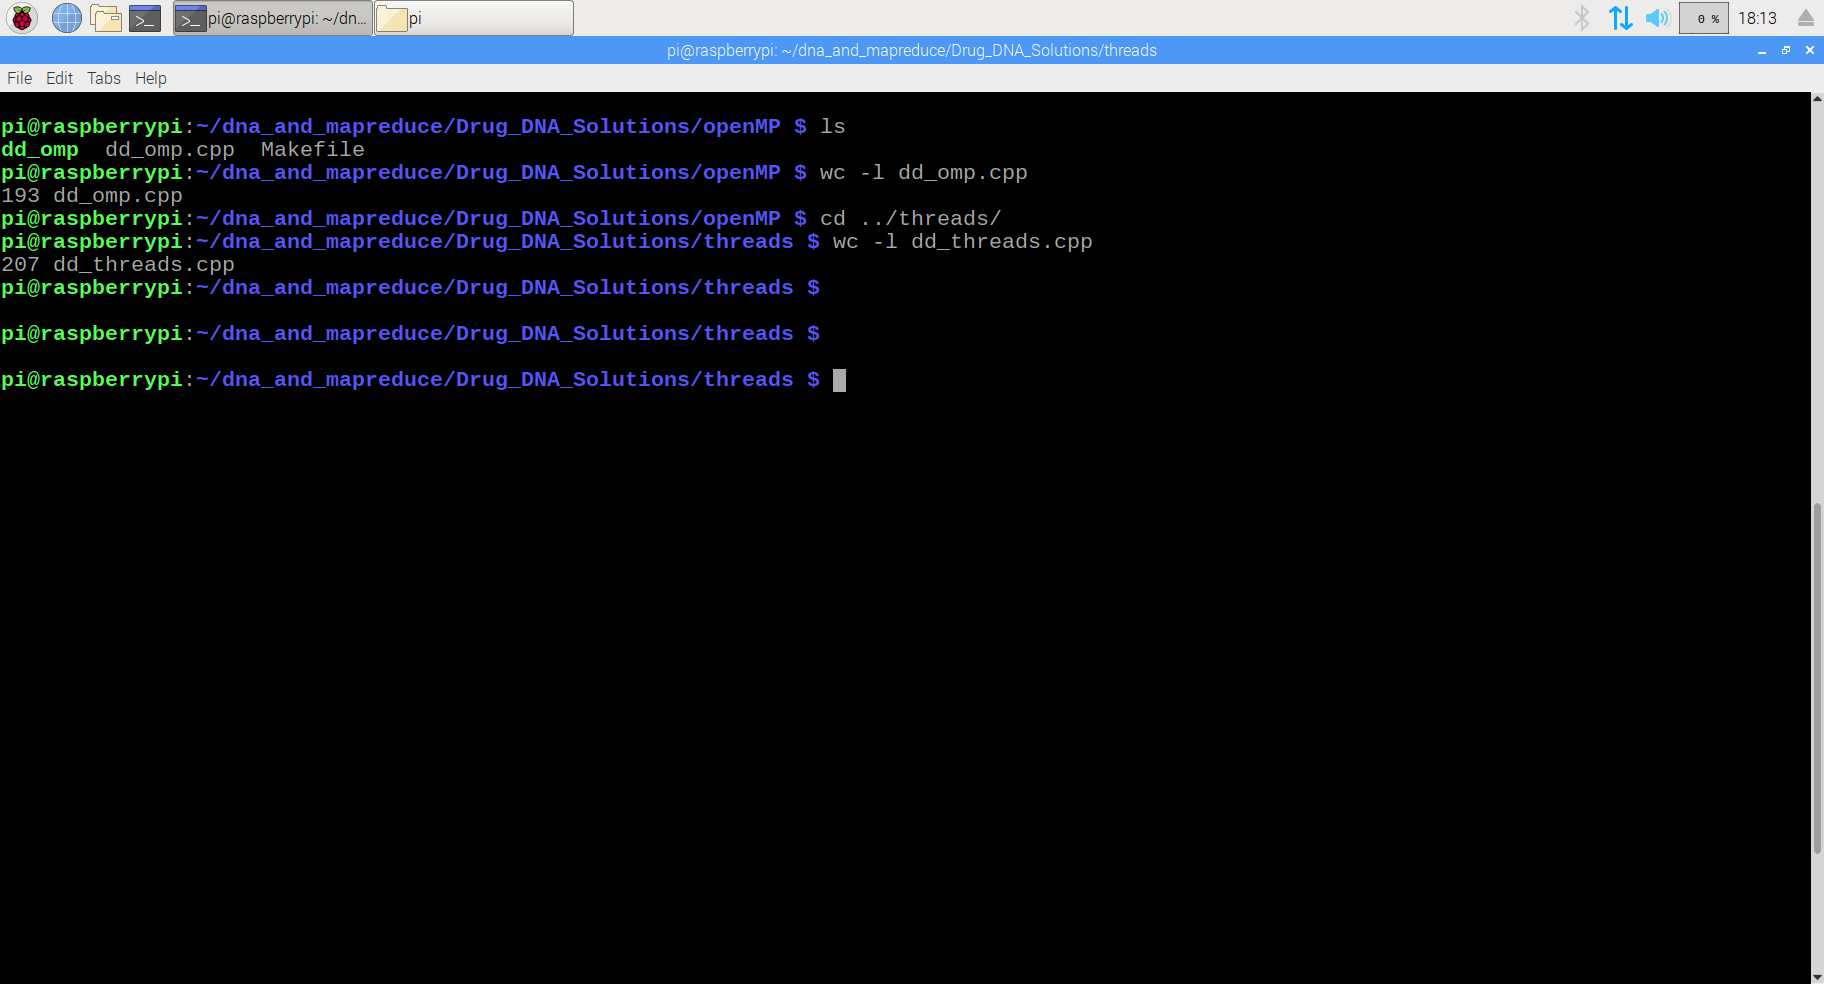 pi@raspberrypi: ~/dn... pi 0 % 18:13
pi@raspberrypi: ~/dna_and_mapreduce/Drug_DNA_Solutions/threads
File Edit Tabs Help
pi@raspberrypi:~/dna_and_mapreduce/Drug_DNA_Solutions/openMP $ ls
dd_omp  dd_omp.cpp  Makefile
pi@raspberrypi:~/dna_and_mapreduce/Drug_DNA_Solutions/openMP $ wc -l dd_omp.cpp
193 dd_omp.cpp
pi@raspberrypi:~/dna_and_mapreduce/Drug_DNA_Solutions/openMP $ cd ../threads/
pi@raspberrypi:~/dna_and_mapreduce/Drug_DNA_Solutions/threads $ wc -l dd_threads.cpp
207 dd_threads.cpp
pi@raspberrypi:~/dna_and_mapreduce/Drug_DNA_Solutions/threads $
pi@raspberrypi:~/dna_and_mapreduce/Drug_DNA_Solutions/threads $
pi@raspberrypi:~/dna_and_mapreduce/Drug_DNA_Solutions/threads $